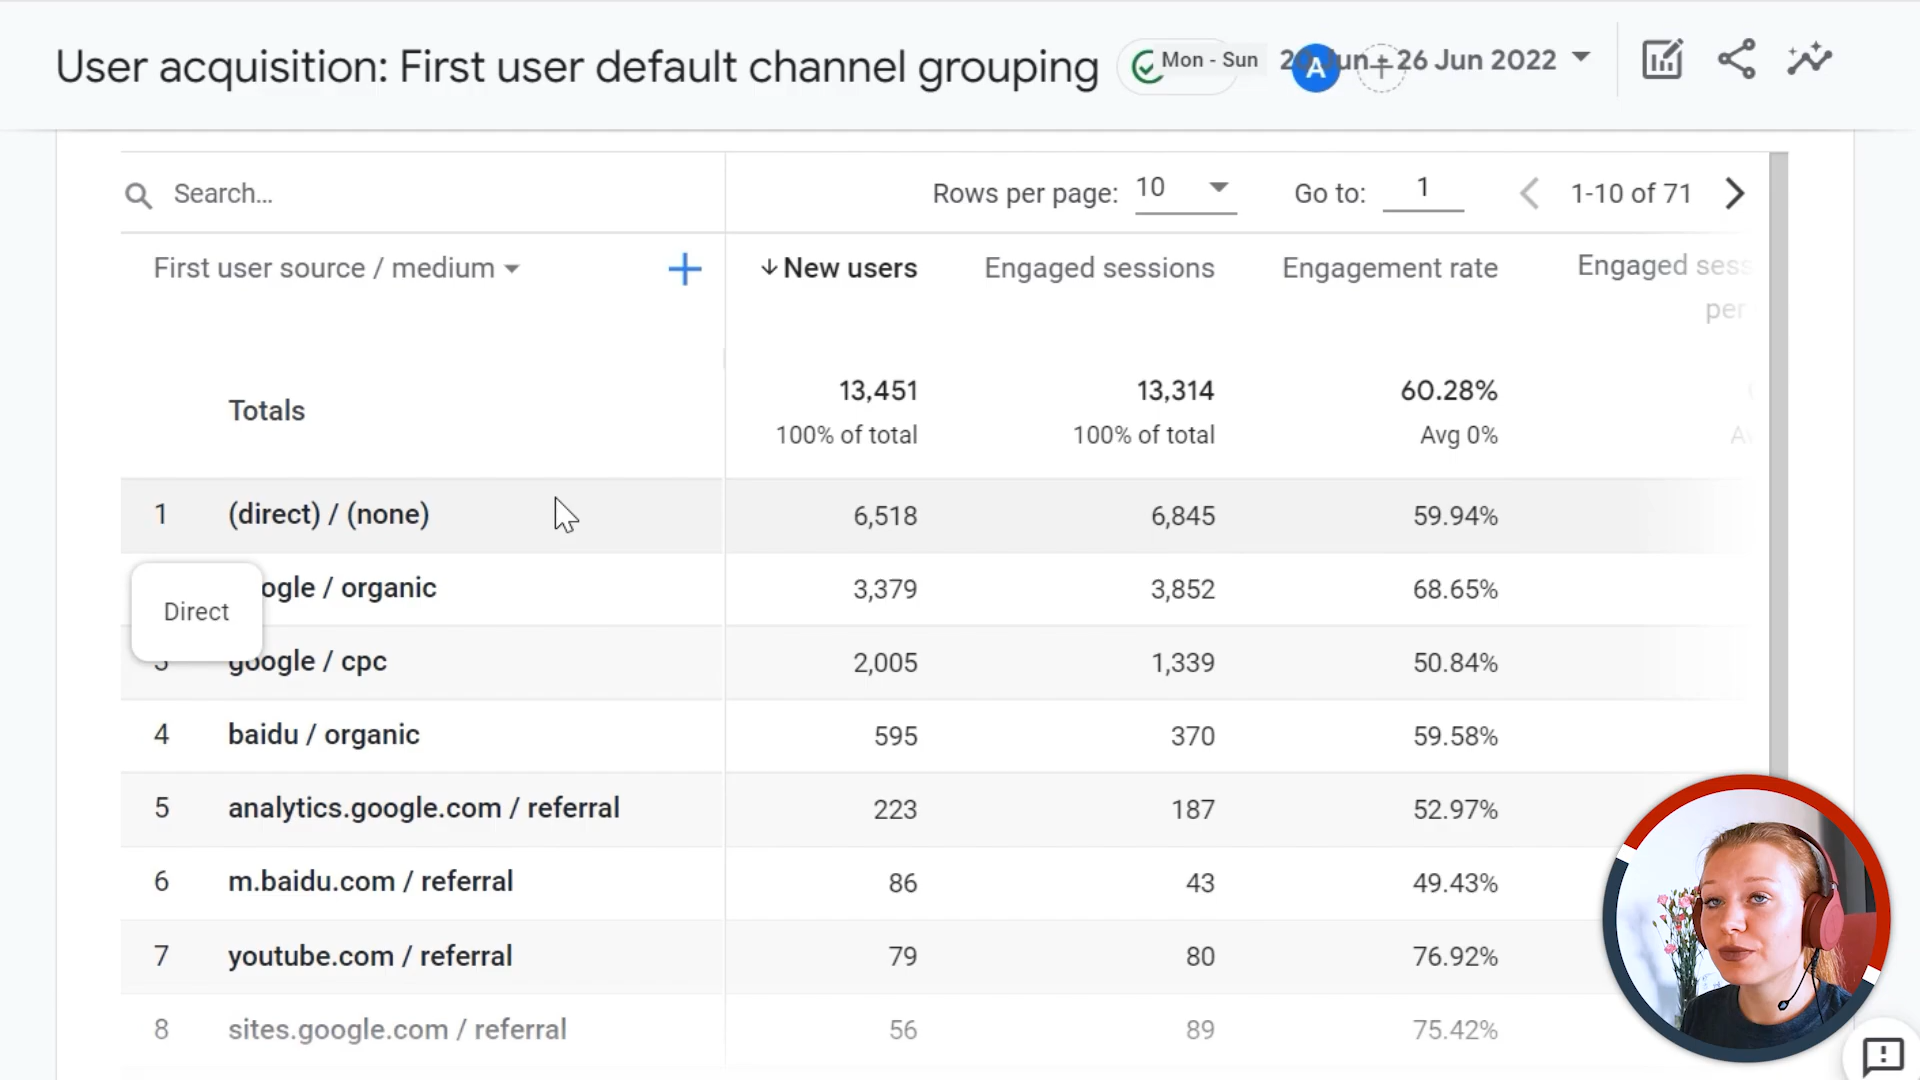 User acquisition: First user default channel grouping
Mon - Sun
A
+
26 Jun 2022
Search...
Rows per page: 10
Go to: 1
1-10 of 71
First user source / medium
New users
Engaged sessions
Engagement rate
Engaged
per
Totals
13,451
13,314
60.28%
100% of total
100% of total
Avg 0%
1 (direct) / (none) 6,518 6,845 59.94%
Direct
/ organic 3,379 3,852 68.65%
google / cpc 2,005 1,339 50.84%
4 baidu / organic 595 370 59.58%
5 analytics.google.com / referral 223 187 52.97%
6 m.baidu.com / referral 86 43 49.43%
7 youtube.com / referral 79 80 76.92%
8 sites.google.com / referral 56 89 75.42%